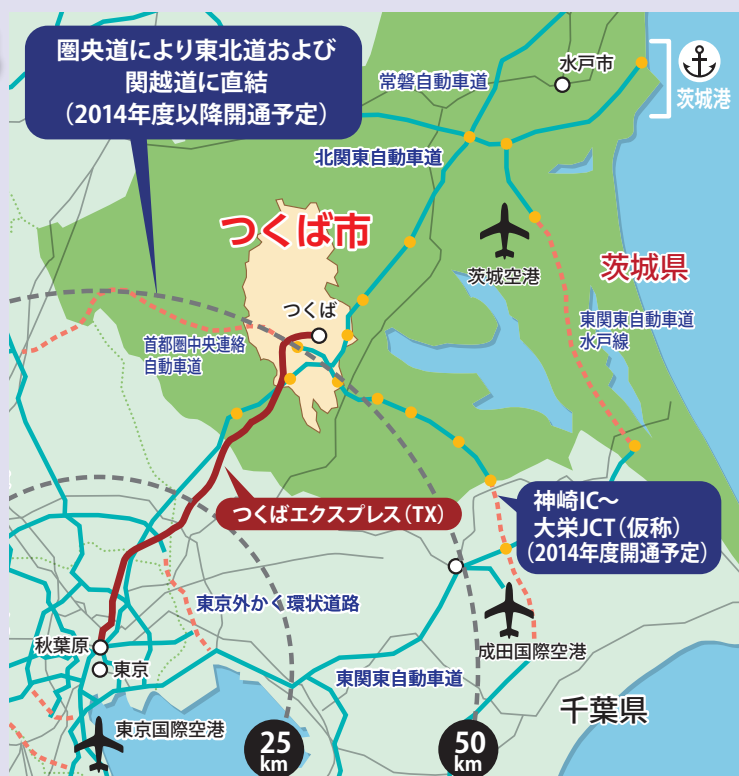 圏央道により東北道および
関越道に直結
（2014年度以降開通予定）
水戸市
常磐自動車道
茨城港
北関東自動車道
つくば市
茨城空港
茨城県
つくば
東関東自動車道
水戸線
首都圏中央連絡
自動車道
つくばエクスプレス（TX）
神崎IC〜
大栄JCT（仮称）
（2014年度開通予定）
東京外かく環状道路
秋葉原
東京
成田国際空港
東関東自動車道
千葉県
東京国際空港
25
km
50
km